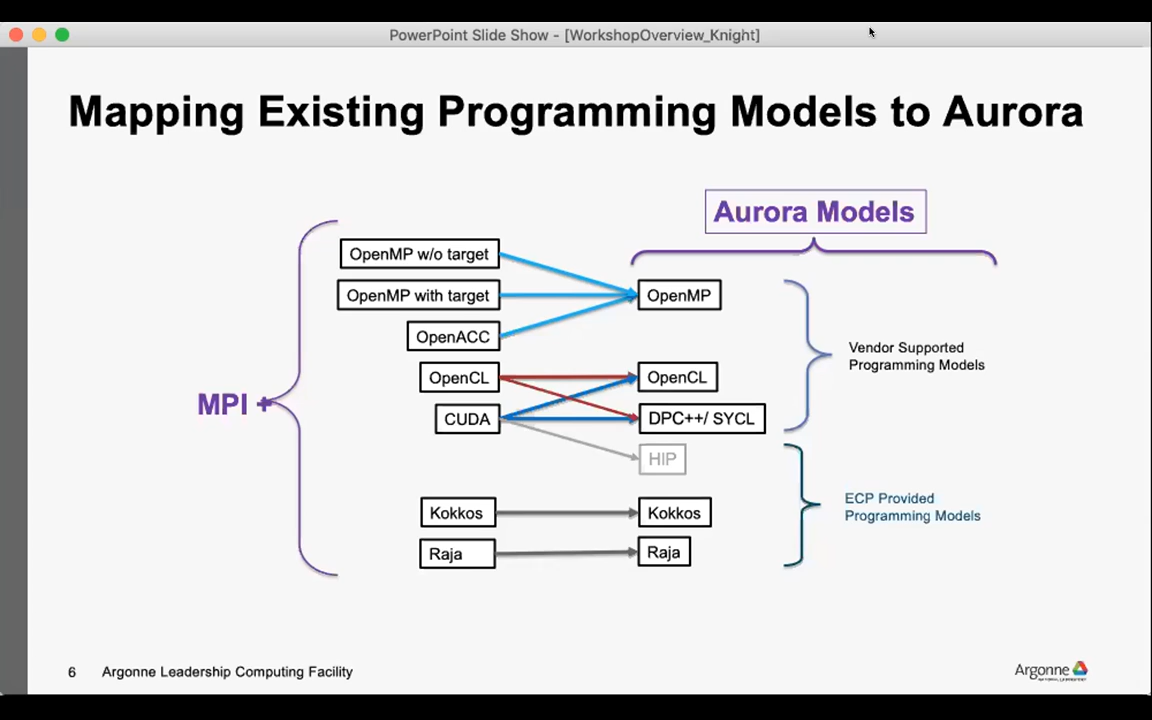 PowerPoint Slide Show - [WorkshopOverview_Knight]
Mapping Existing Programming Models to Aurora
Aurora Models
MPI +
OpenMP w/o target
OpenMP with target
OpenACC
OpenCL
CUDA
Kokkos
Raja
OpenMP
OpenCL
DPC++/ SYCL
HIP
Kokkos
Raja
Vendor Supported
Programming Models
ECP Provided
Programming Models
6 Argonne Leadership Computing Facility
Argonne